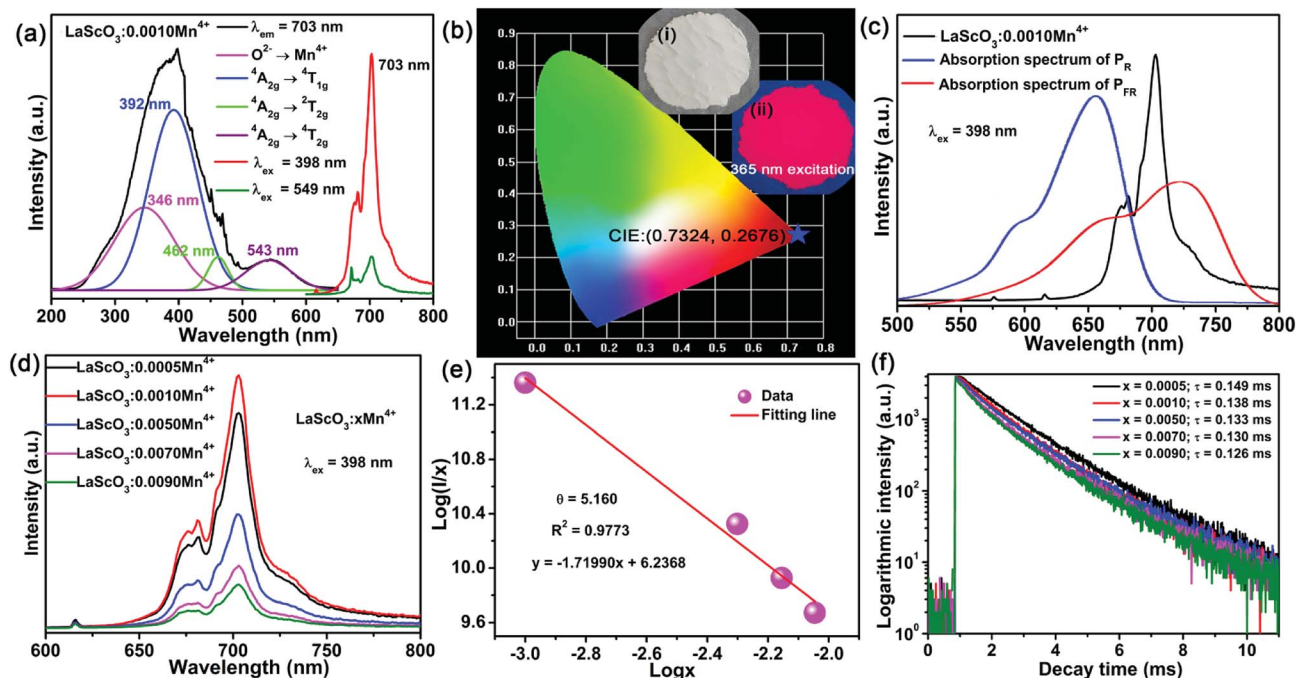 (a)
LaScO₃:0.0010Mn⁴⁺
λem = 703 nm
O²⁻→ Mn⁴⁺
⁴A₂g→ ⁴T₁g
⁴A₂g→ ²T₂g
⁴A₂g→ ⁴T₂g
λex = 398 nm
λex = 549 nm
703 nm
392 nm
346 nm
462 nm
543 nm
Intensity (a.u.)
200 300 400 500 600 700 800
Wavelength (nm)
(b)
0.9
0.8
0.7
0.6
0.5
0.4
0.3
0.2
0.1
0.0
(i)
(ii)
365 nm excitation
CIE:(0.7324, 0.2676)
0.0 0.1 0.2 0.3 0.4 0.5 0.6 0.7 0.8
(c)
LaScO₃:0.0010Mn⁴⁺
Absorption spectrum of PR
Absorption spectrum of PFR
λex = 398 nm
Intensity (a.u.)
500 550 600 650 700 750 800
Wavelength (nm)
(d)
LaScO₃:0.0005Mn⁴⁺
LaScO₃:0.0010Mn⁴⁺
LaScO₃:0.0050Mn⁴⁺
LaScO₃:0.0070Mn⁴⁺
LaScO₃:0.0090Mn⁴⁺
LaScO₃:xMn⁴⁺
λex = 398 nm
Intensity (a.u.)
600 650 700 750 800
Wavelength (nm)
(e)
Data
Fitting line
θ = 5.160
R² = 0.9773
y = -1.71990x + 6.2368
Log(I/x)
11.2
10.8
10.4
10.0
9.6
-3.0 -2.8 -2.6 -2.4 -2.2 -2.0
Logx
(f)
x = 0.0005; τ = 0.149 ms
x = 0.0010; τ = 0.138 ms
x = 0.0050; τ = 0.133 ms
x = 0.0070; τ = 0.130 ms
x = 0.0090; τ = 0.126 ms
Logarithmic intensity (a.u.)
10³
10²
10¹
10⁰
0 2 4 6 8 10
Decay time (ms)